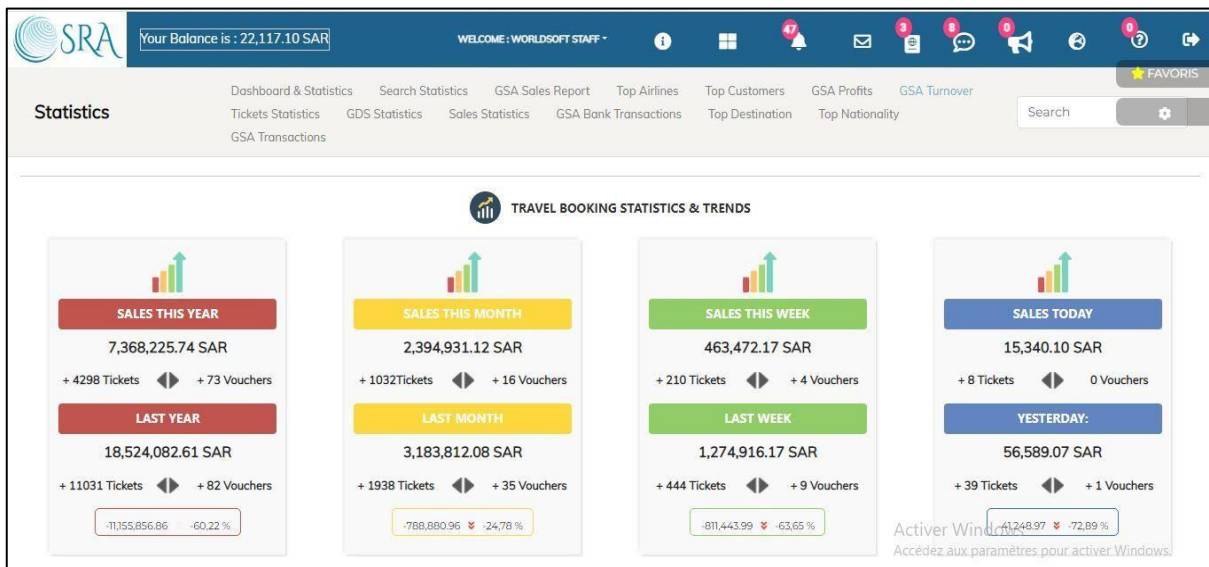 SRA
Your Balance is : 22,117.10 SAR
WELCOME : WORLDSOFT STAFF
47
3
8
0
0
FAVORIS
Statistics
Dashboard & Statistics Search Statistics GSA Sales Report Top Airlines Top Customers GSA Profits GSA Turnover
Tickets Statistics GDS Statistics Sales Statistics GSA Bank Transactions Top Destination Top Nationality
GSA Transactions
Search
TRAVEL BOOKING STATISTICS & TRENDS
SALES THIS YEAR
7,368,225.74 SAR
+ 4298 Tickets + 73 Vouchers
LAST YEAR
18,524,082.61 SAR
+ 11031 Tickets + 82 Vouchers
-11,155,856.86 -60,22 %
SALES THIS MONTH
2,394,931.12 SAR
+ 1032Tickets + 16 Vouchers
LAST MONTH
3,183,812.08 SAR
+ 1938 Tickets + 35 Vouchers
-788,880.96 -24,78 %
SALES THIS WEEK
463,472.17 SAR
+ 210 Tickets + 4 Vouchers
LAST WEEK
1,274,916.17 SAR
+ 444 Tickets + 9 Vouchers
-811,443.99 -63,65 %
SALES TODAY
15,340.10 SAR
+ 8 Tickets 0 Vouchers
YESTERDAY:
56,589.07 SAR
+ 39 Tickets + 1 Vouchers
-41,248.97 -72,89 %
Activer Windows
Accédez aux paramètres pour activer Windows.